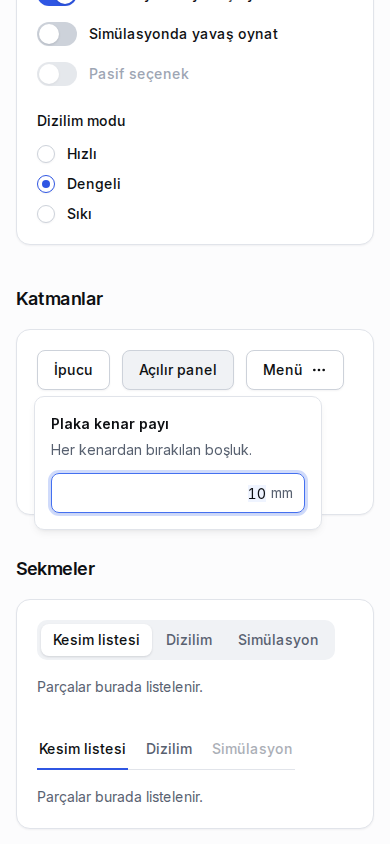 Simülasyonda yavaş oynat
Pasif seçenek
Dizilim modu
Hızlı
Dengeli
Sıkı
Katmanlar
İpucu
Açılır panel
Menü ···
Plaka kenar payı
Her kenardan bırakılan boşluk.
10 mm
Sekmeler
Kesim listesi Dizilim Simülasyon
Parçalar burada listelenir.
Kesim listesi Dizilim Simülasyon
Parçalar burada listelenir.